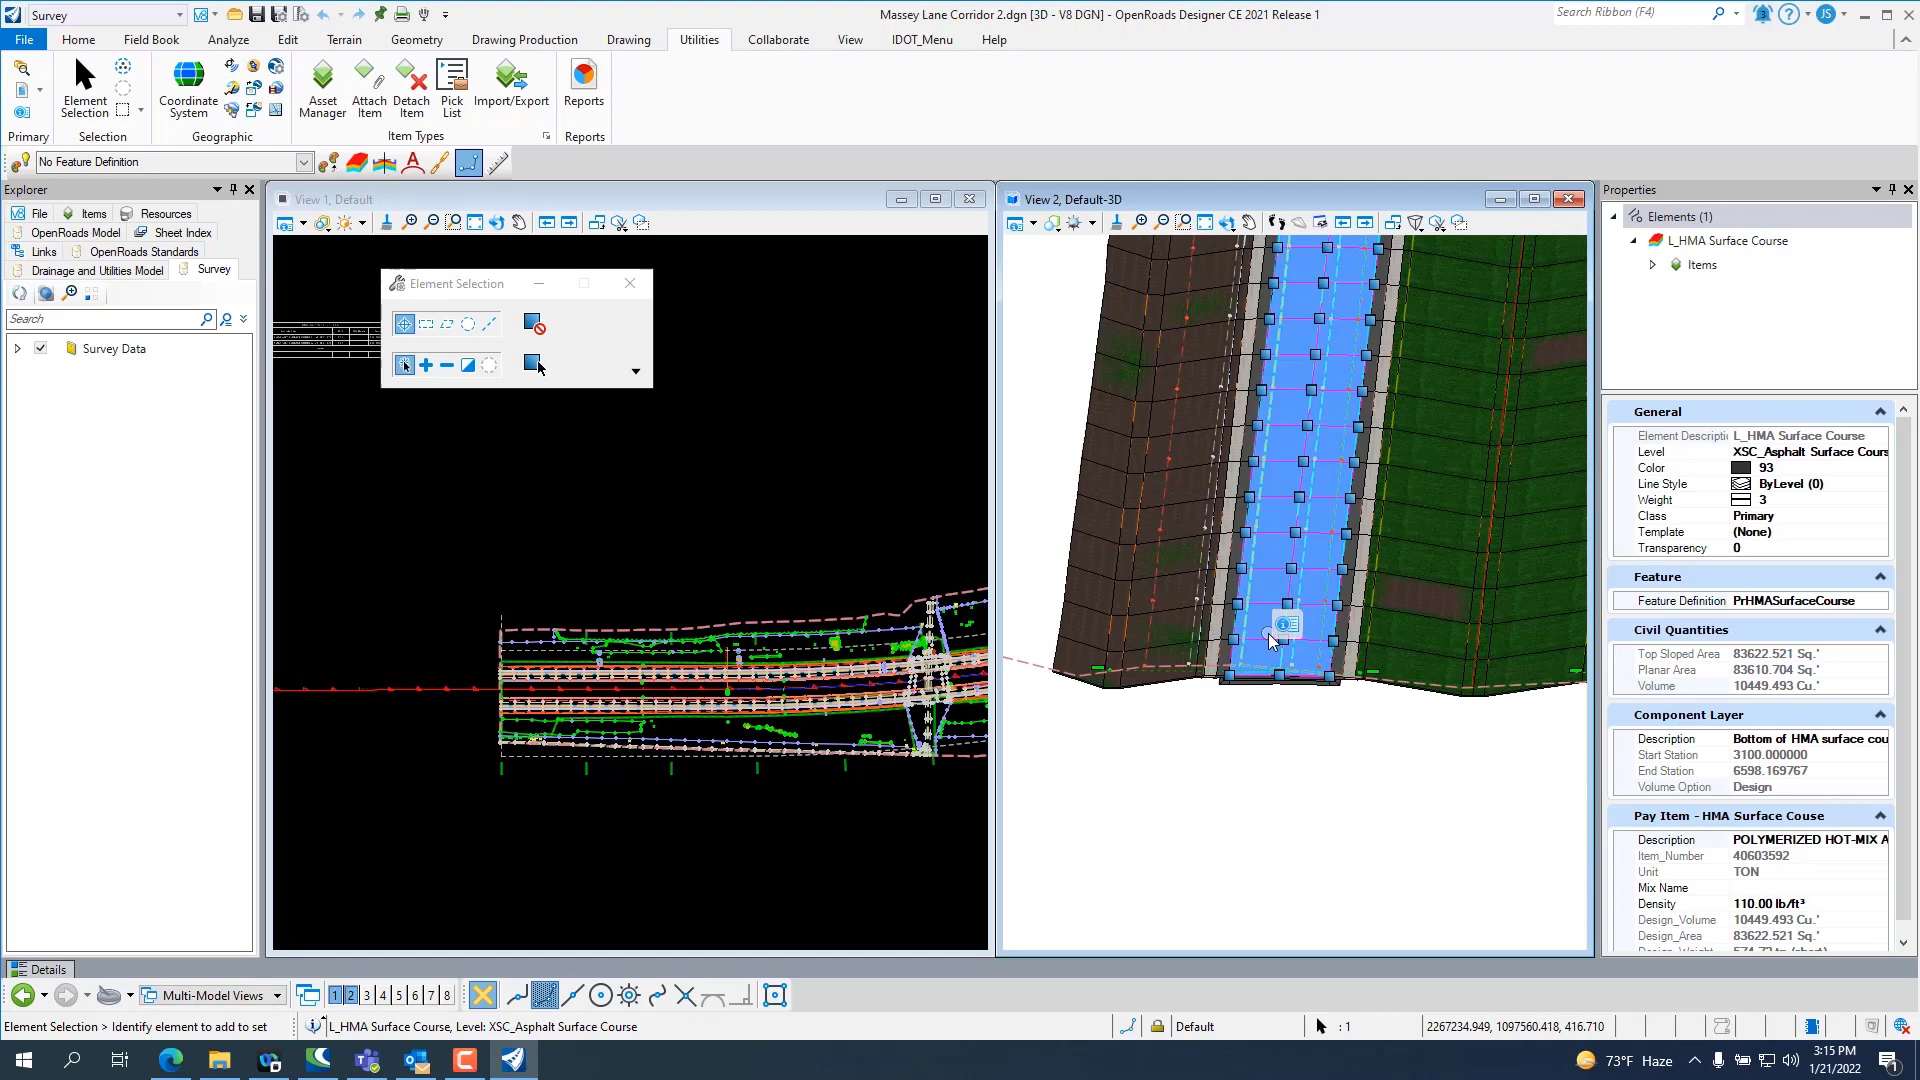 Survey
Massey Lane Corridor 2.dgn [3D - V8 DGN] - OpenRoads Designer CE 2021 Release 1
Search Ribbon (F4)
JS
File Home Field Book Analyze Edit Terrain Geometry Drawing Production Drawing Utilities Collaborate View IDOT_Menu Help
Element Selection
Coordinate System
Asset Manager
Attach Item
Detach Item
Pick List
Import/Export
Reports
Primary Selection Geographic Item Types Reports
No Feature Definition
Explorer
File Items Resources
OpenRoads Model Sheet Index
Links OpenRoads Standards
Drainage and Utilities Model Survey
Search
Survey Data
View 1, Default
Element Selection
View 2, Default-3D
Properties
Elements (1)
L_HMA Surface Course
Items
General
Element Descripti L_HMA Surface Course
Level XSC_Asphalt Surface Cours
Color 93
Line Style ByLevel (0)
Weight 3
Class Primary
Template (None)
Transparency 0
Feature
Feature Definition PrHMASurfaceCourse
Civil Quantities
Top Sloped Area 83622.521 Sq.'
Planar Area 83610.704 Sq.'
Volume 10449.493 Cu.'
Component Layer
Description Bottom of HMA surface cou
Start Station 3100.000000
End Station 6598.169767
Volume Option Design
Pay Item - HMA Surface Couse
Description POLYMERIZED HOT-MIX A
Item_Number 40603592
Unit TON
Mix Name
Density 110.00 lb/ft³
Design_Volume 10449.493 Cu.'
Design_Area 83622.521 Sq.'
Details
Multi-Model Views 1 2 3 4 5 6 7 8
Element Selection > Identify element to add to set
L_HMA Surface Course, Level: XSC_Asphalt Surface Course
Default
: 1
2267234.949, 1097560.418, 416.710
73°F Haze
3:15 PM
1/21/2022